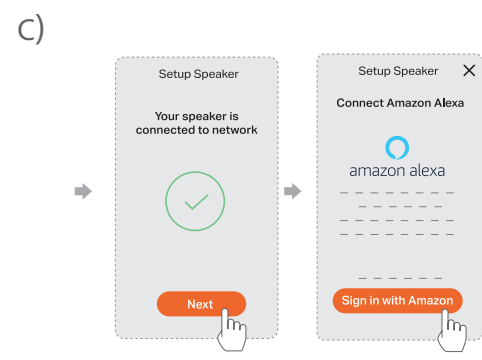 c)
Setup Speaker
Your speaker is
connected to network
Next
Setup Speaker
Connect Amazon Alexa
amazon alexa
Sign in with Amazon